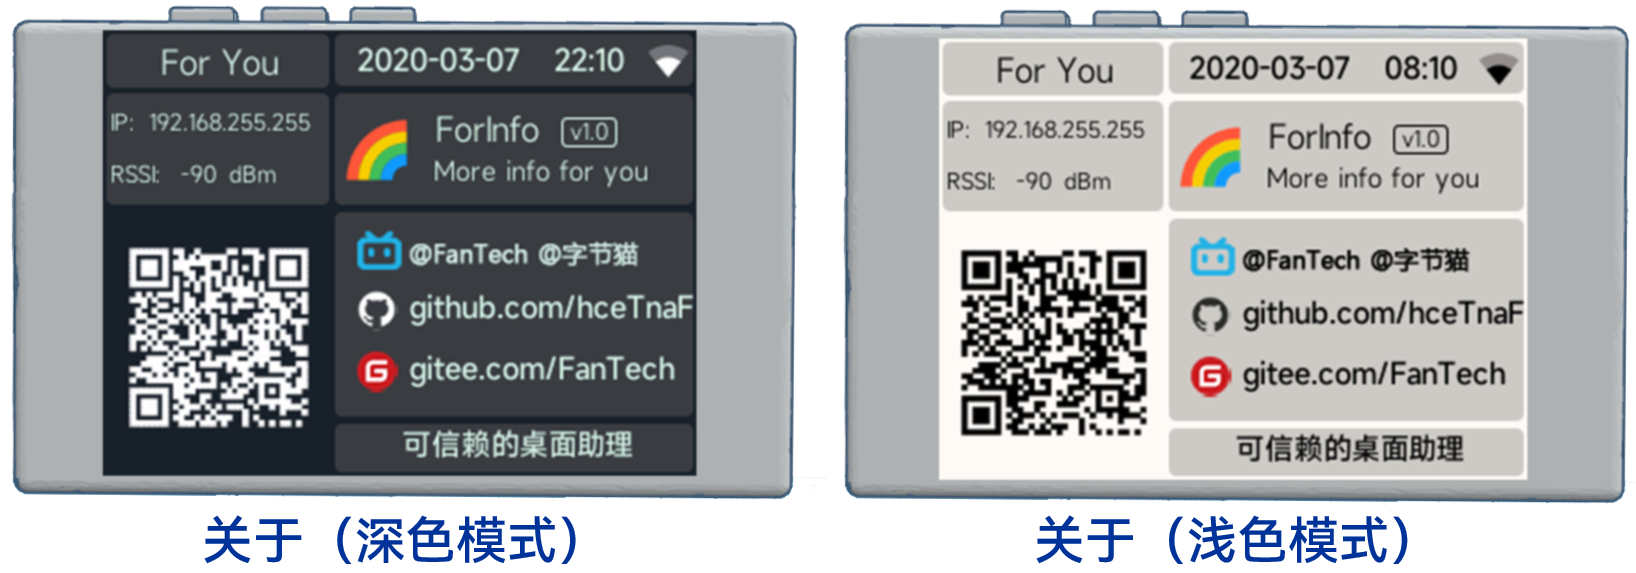 For You
2020-03-07 22:10
IP: 192.168.255.255
RSSI: -90 dBm
ForInfo v1.0
More info for you
@FanTech @字节猫
github.com/hceTnaF
gitee.com/FanTech
可信赖的桌面助理
关于（深色模式）
For You
2020-03-07 08:10
IP: 192.168.255.255
RSSI: -90 dBm
ForInfo v1.0
More info for you
@FanTech @字节猫
github.com/hceTnaF
gitee.com/FanTech
可信赖的桌面助理
关于（浅色模式）